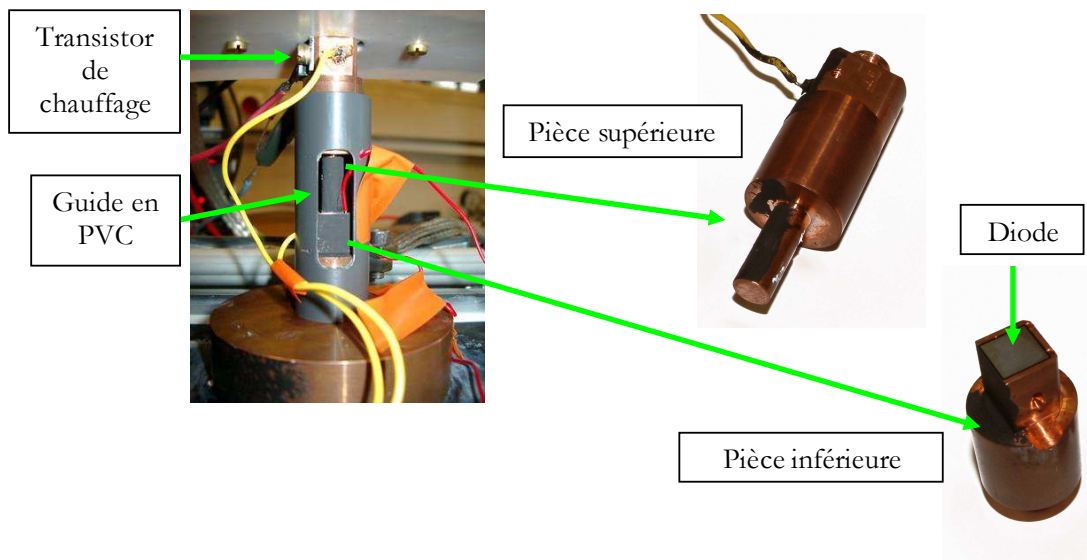 Transistor
de
chauffage
Pièce supérieure
Guide en
PVC
Diode
Pièce inférieure